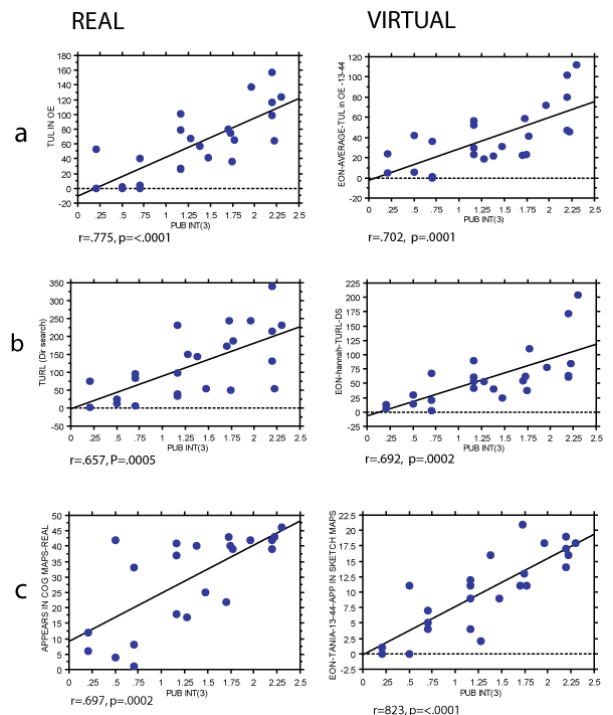 REAL VIRTUAL
a
TUL IN OE
160
140
120
100
80
60
40
20
0
-20
0 .25 .5 .75 1 1.25 1.5 1.75 2 2.25 2.5
PUB INT(3)
r=.775, p=<.0001
EON-AVERAGE-TUL in OE -13-44
120
100
80
60
40
20
0
-20
0 .25 .5 .75 1 1.25 1.5 1.75 2 2.25 2.5
PUB INT(3)
r=.702, p=.0001
b
TURL (Dir search)
350
300
250
200
150
100
50
0
-50
0 .25 .5 .75 1 1.25 1.5 1.75 2 2.25 2.5
PUB INT(3)
r=.657, P=.0005
EON-hannah-TURL-DS
225
200
175
150
125
100
75
50
25
0
-25
0 .25 .5 .75 1 1.25 1.5 1.75 2 2.25 2.5
PUB INT(3)
r=.692, p=.0002
c
APPEARS IN COG MAPS-REAL
50
45
40
35
30
25
20
15
10
5
0
0 .25 .5 .75 1 1.25 1.5 1.75 2 2.25 2.5
PUB INT(3)
r=.697, p=.0002
EON-TANIA-13-44-APP IN SKETCH MAPS
22.5
20
17.5
15
12.5
10
7.5
5
2.5
0
-2.5
0 .25 .5 .75 1 1.25 1.5 1.75 2 2.25 2.5
PUB INT(3)
r=823, p=<.0001